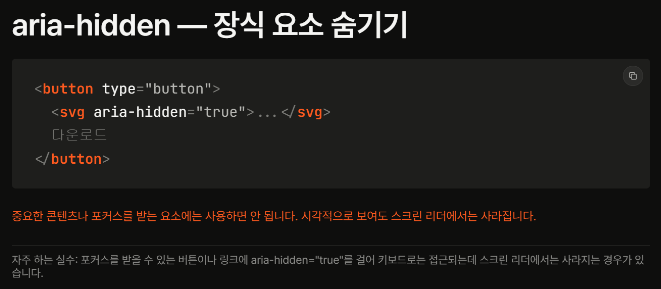 aria-hidden — 장식 요소 숨기기
<button type="button">
<svg aria-hidden="true">...</svg>
다운로드
</button>
중요한 콘텐츠나 포커스를 받는 요소에는 사용하면 안 됩니다. 시각적으로 보여도 스크린 리더에서는 사라집니다.
자주 하는 실수: 포커스를 받을 수 있는 버튼이나 링크에 aria-hidden="true"를 걸어 키보드로는 접근되는데 스크린 리더에서는 사라지는 경우가 있
습니다.